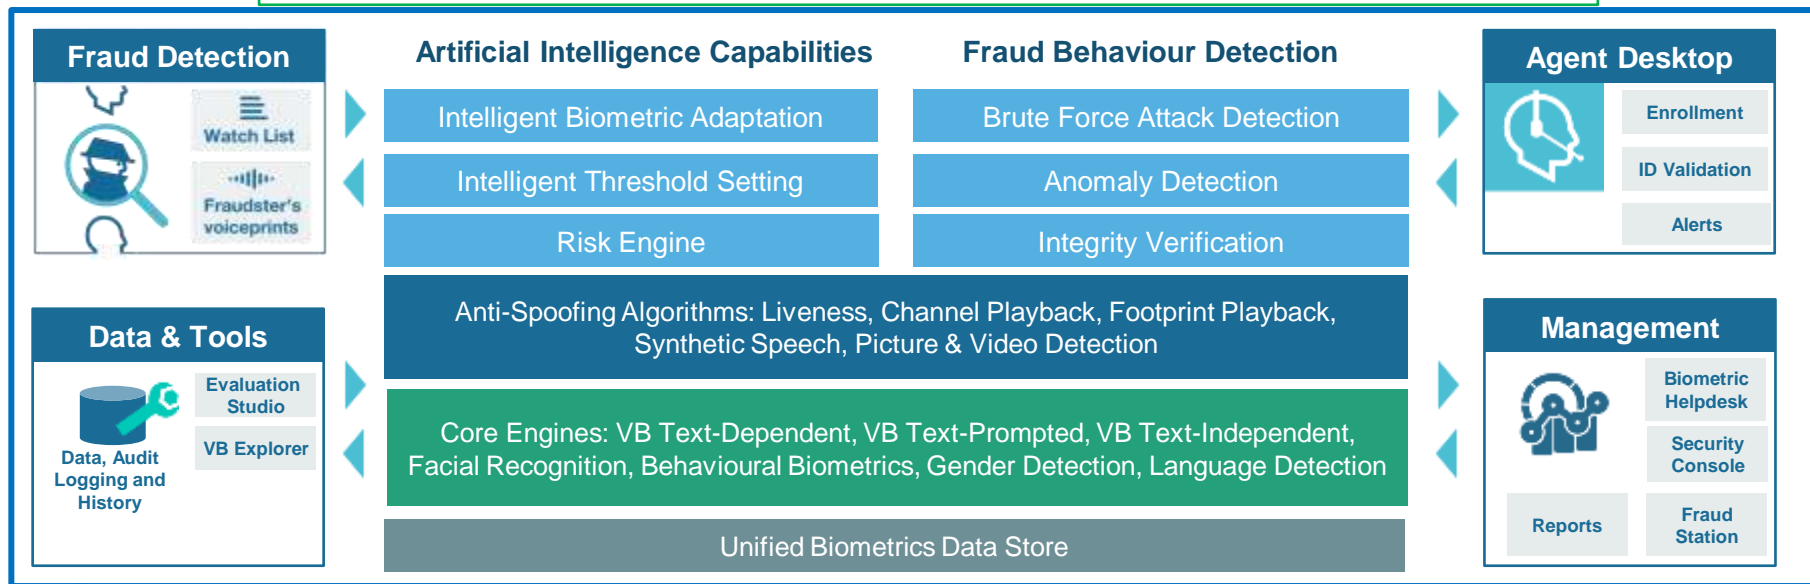 Fraud Detection
Watch List
Fraudster's
voiceprints
Artificial Intelligence Capabilities
Intelligent Biometric Adaptation
Intelligent Threshold Setting
Risk Engine
Fraud Behaviour Detection
Brute Force Attack Detection
Anomaly Detection
Integrity Verification
Agent Desktop
Enrollment
ID Validation
Alerts
Anti-Spoofing Algorithms: Liveness, Channel Playback, Footprint Playback,
Synthetic Speech, Picture & Video Detection
Data & Tools
Evaluation
Studio
VB Explorer
Data, Audit
Logging and
History
Core Engines: VB Text-Dependent, VB Text-Prompted, VB Text-Independent,
Facial Recognition, Behavioural Biometrics, Gender Detection, Language Detection
Unified Biometrics Data Store
Management
Biometric
Helpdesk
Security
Console
Reports
Fraud
Station